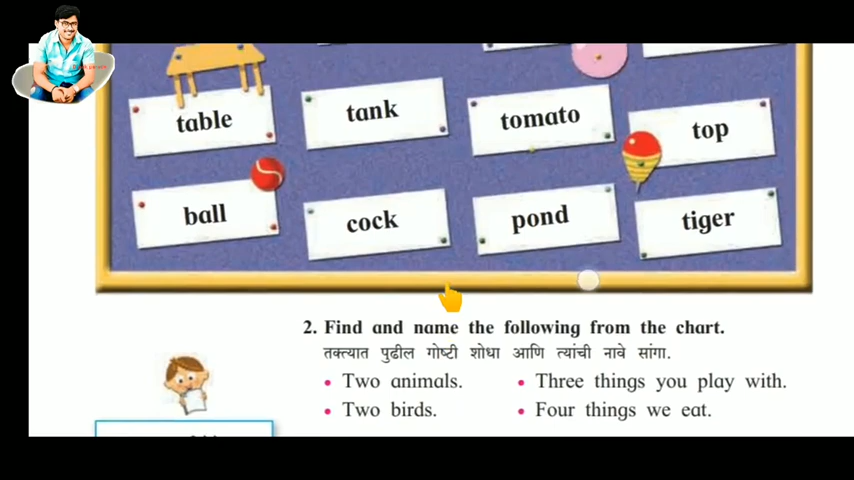 table tank tomato top
ball cock pond tiger
2. Find and name the following from the chart.
तक्त्यात पुढील गोष्टी शोधा आणि त्यांची नावे सांगा.
• Two animals. • Three things you play with.
• Two birds. • Four things we eat.